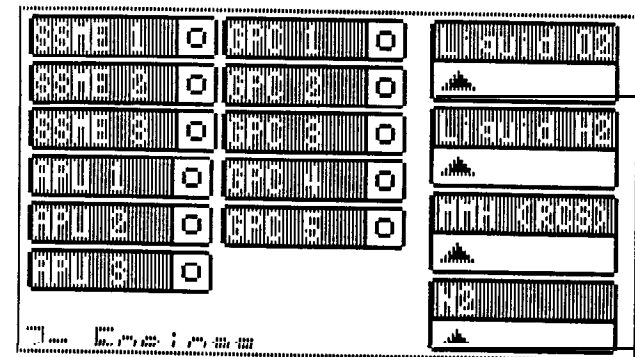 SSME 1 O
SSME 2 O
SSME 3 O
APU 1 O
APU 2 O
APU 3 O
GPC 1 O
GPC 2 O
GPC 3 O
GPC 4 O
GPC 5 O
Liquid O2
Liquid H2
MMH (RCS)
N2